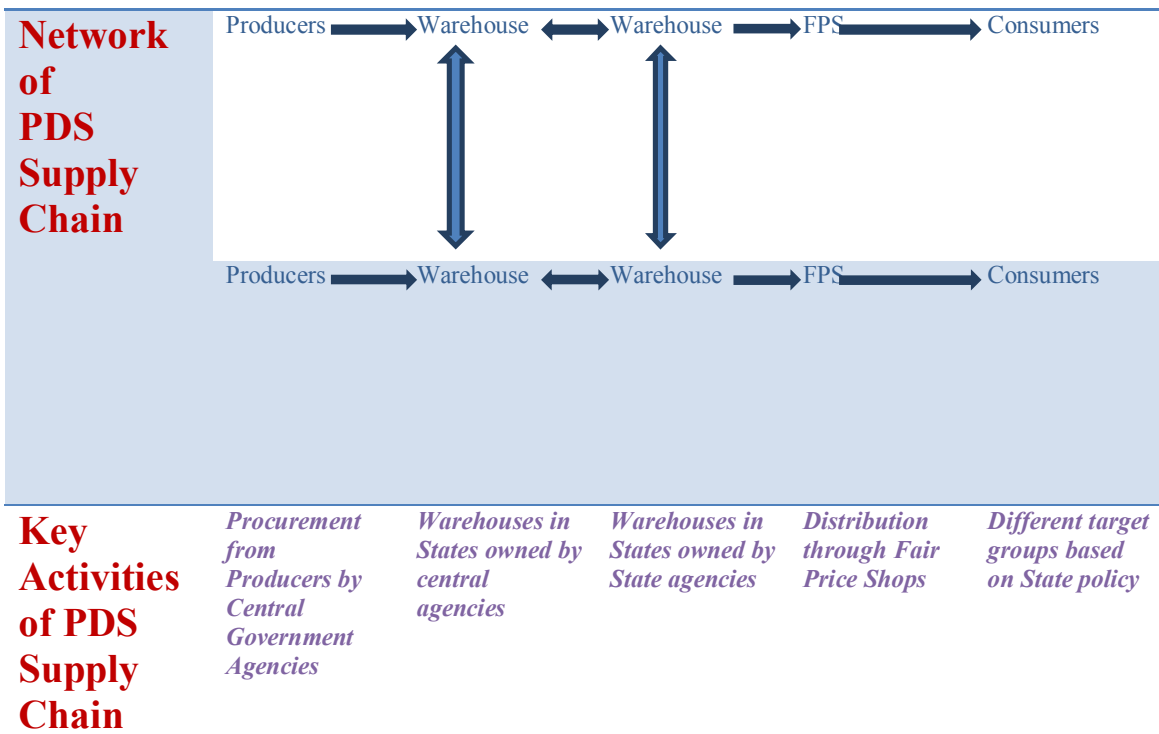 Network
of
PDS
Supply
Chain
Producers Warehouse Warehouse FPS Consumers
Producers Warehouse Warehouse FPS Consumers
Key
Activities
of PDS
Supply
Chain
Procurement
from
Producers by
Central
Government
Agencies
Warehouses in
States owned by
central
agencies
Warehouses in
States owned by
State agencies
Distribution
through Fair
Price Shops
Different target
groups based
on State policy